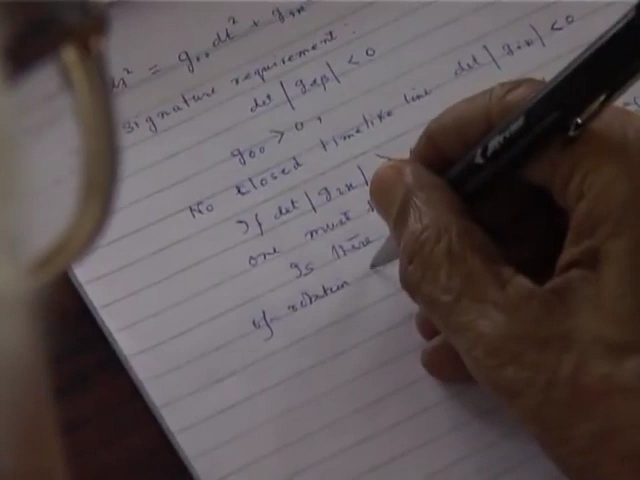 ds² = g₀₀dt² + g
signature requirement:
det |gαβ| < 0
g₀₀ > 0, det |gik| < 0
No closed timelike line
If det |gik| >
one must
Is there
of rotation